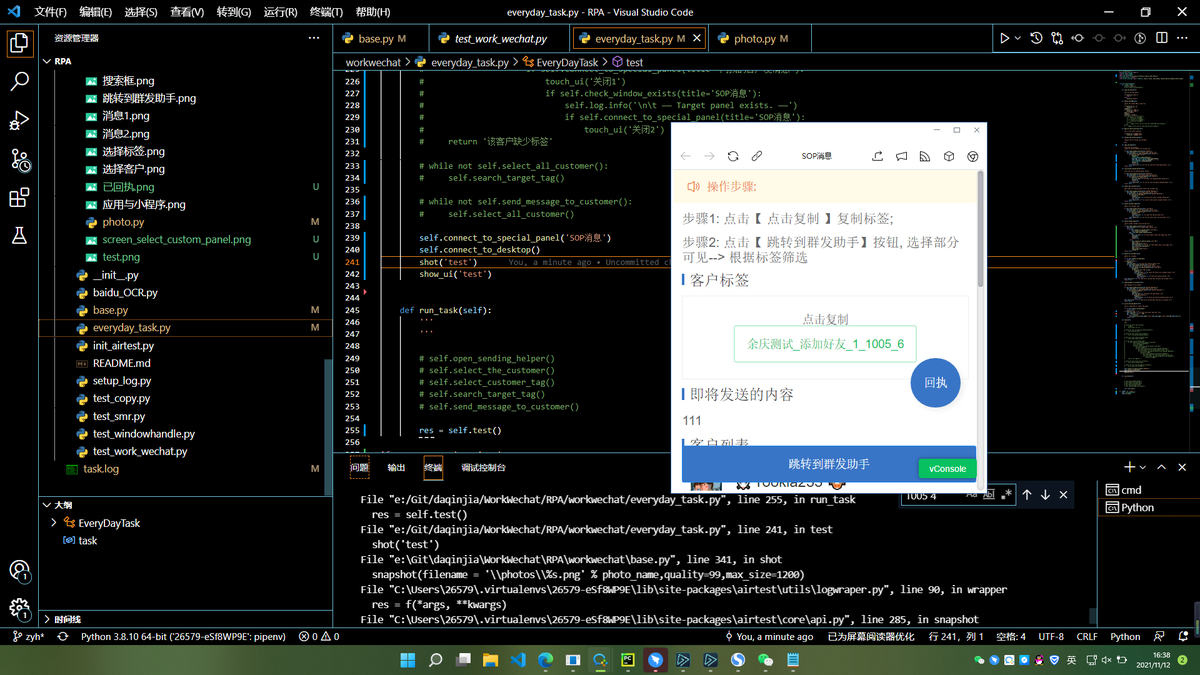 文件(F) 编辑(E) 选择(S) 查看(V) 转到(G) 运行(R) 终端(T) 帮助(H) everyday_task.py - RPA - Visual Studio Code
资源管理器
RPA
搜索框.png
跳转到群发助手.png
消息1.png
消息2.png
选择标签.png
选择客户.png
已回执.png U
应用与小程序.png
photo.py M
screen_select_custom_panel.png U
test.png U
__init__.py
baidu_OCR.py
base.py M
everyday_task.py M
init_airtest.py
README.md
setup_log.py
test_copy.py
test_smr.py
test_windowhandle.py
test_work_wechat.py
task.log M
大纲
EveryDayTask
task
时间线
base.py M test_work_wechat.py everyday_task.py M photo.py M
workwechat > everyday_task.py > EveryDayTask > test
226 # touch_ui('关闭1')
227 # if self.check_window_exists(title='SOP消息'):
228 # self.log.info('\n\t —— Target panel exists. ——')
229 # if self.connect_to_special_panel(title='SOP消息'):
230 # touch_ui('关闭2')
231 # return '该客户缺少标签'
232
233 # while not self.select_all_customer():
234 # self.search_target_tag()
235
236 # while not self.send_message_to_customer():
237 # self.select_all_customer()
238
239 self.connect_to_special_panel('SOP消息')
240 self.connect_to_desktop()
241 shot('test') You, a minute ago • Uncommitted c
242 show_ui('test')
243
244
245 def run_task(self):
246 '''
247 '''
248
249 # self.open_sending_helper()
250 # self.select_the_customer()
251 # self.select_customer_tag()
252 # self.search_target_tag()
253 # self.send_message_to_customer()
254
255 res = self.test()
256
SOP消息
操作步骤:
步骤1: 点击【 点击复制 】复制标签;
步骤2: 点击【 跳转到群发助手】按钮, 选择部分
可见--> 根据标签筛选
客户标签
点击复制
余庆测试_添加好友_1_1005_6
回执
即将发送的内容
111
客户列表
跳转到群发助手
vConsole
问题 输出 终端 调试控制台
1005 4
cmd
Python
File "e:/Git/daqinjia/WorkWechat/RPA/workwechat/everyday_task.py", line 255, in run_task
res = self.test()
File "e:/Git/daqinjia/WorkWechat/RPA/workwechat/everyday_task.py", line 241, in test
shot('test')
File "e:\Git\daqinjia\WorkWechat\RPA\workwechat\base.py", line 341, in shot
snapshot(filename = '\\photos\\%s.png' % photo_name,quality=99,max_size=1200)
File "C:\Users\26579\.virtualenvs\26579-eSf8WP9E\lib\site-packages\airtest\utils\logwraper.py", line 90, in wrapper
res = f(*args, **kwargs)
File "C:\Users\26579\.virtualenvs\26579-eSf8WP9E\lib\site-packages\airtest\core\api.py", line 285, in snapshot
zyh* Python 3.8.10 64-bit ('26579-eSf8WP9E': pipenv) 0 0 You, a minute ago 已为屏幕阅读器优化 行 241, 列 1 空格: 4 UTF-8 CRLF Python
英 16:38
2021/11/12 2